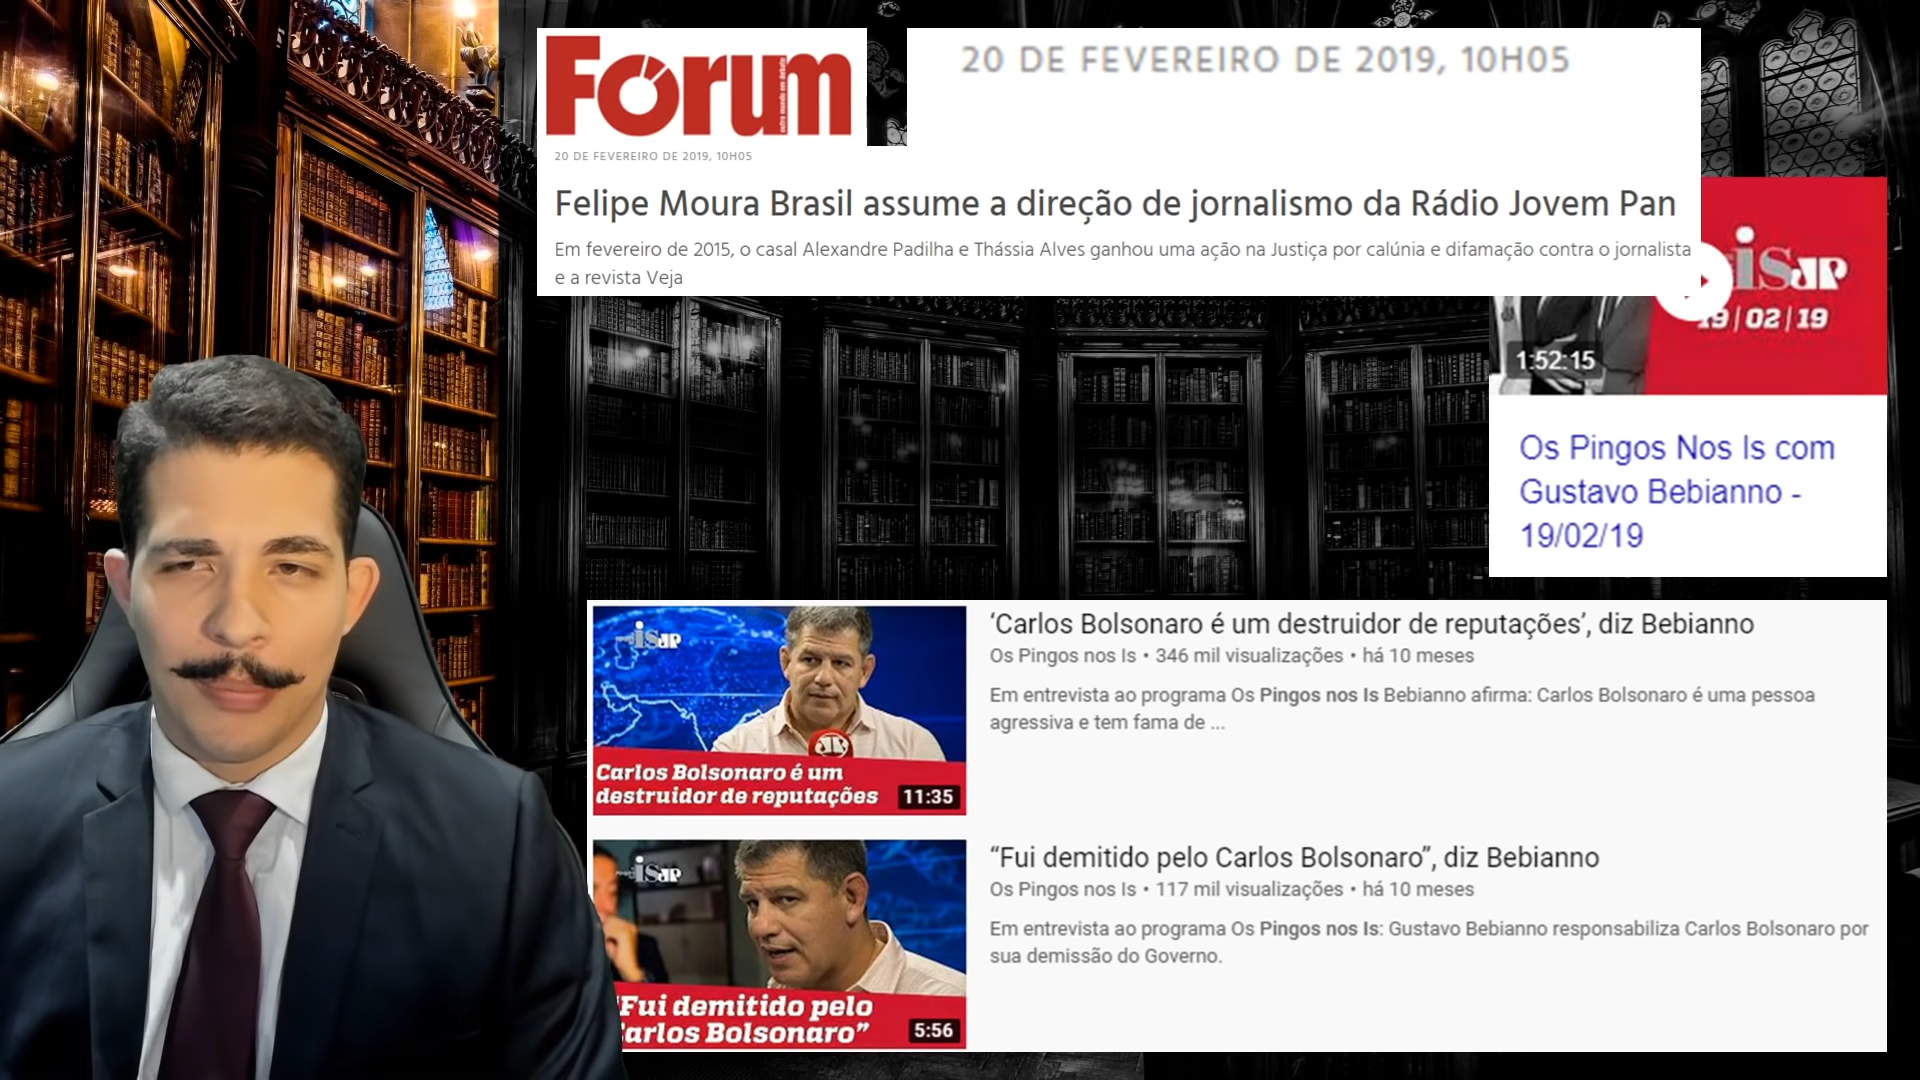 Fórum
20 DE FEVEREIRO DE 2019, 10H05
20 DE FEVEREIRO DE 2019, 10H05
Felipe Moura Brasil assume a direção de jornalismo da Rádio Jovem Pan
Em fevereiro de 2015, o casal Alexandre Padilha e Thássia Alves ganhou uma ação na Justiça por calúnia e difamação contra o jornalista
e a revista Veja
iS JP
19 | 02 | 19
1:52:15
Os Pingos Nos Is com
Gustavo Bebianno -
19/02/19
iS JP
Carlos Bolsonaro é um
destruidor de reputações
11:35
‘Carlos Bolsonaro é um destruidor de reputações’, diz Bebianno
Os Pingos nos Is • 346 mil visualizações • há 10 meses
Em entrevista ao programa Os Pingos nos Is Bebianno afirma: Carlos Bolsonaro é uma pessoa
agressiva e tem fama de ...
iS JP
“Fui demitido pelo
Carlos Bolsonaro”
5:56
“Fui demitido pelo Carlos Bolsonaro”, diz Bebianno
Os Pingos nos Is • 117 mil visualizações • há 10 meses
Em entrevista ao programa Os Pingos nos Is: Gustavo Bebianno responsabiliza Carlos Bolsonaro por
sua demissão do Governo.